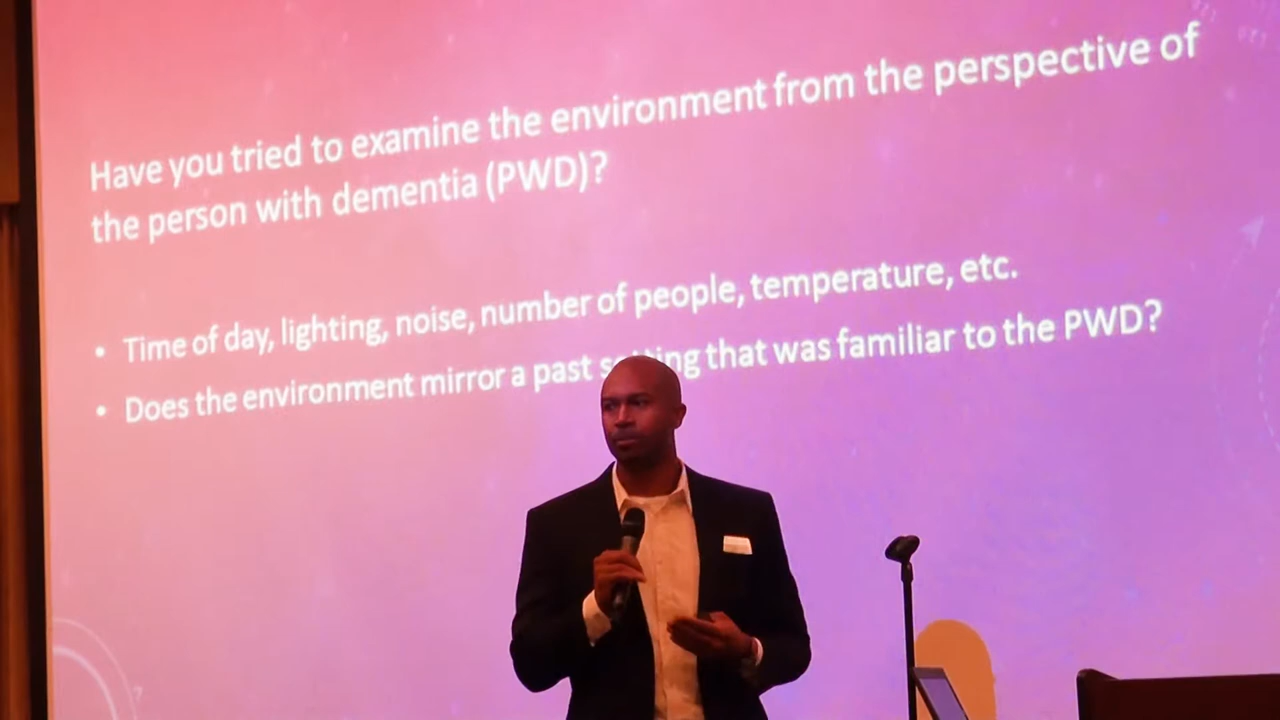 Have you tried to examine the environment from the perspective of
the person with dementia (PWD)?
• Time of day, lighting, noise, number of people, temperature, etc.
• Does the environment mirror a past setting that was familiar to the PWD?